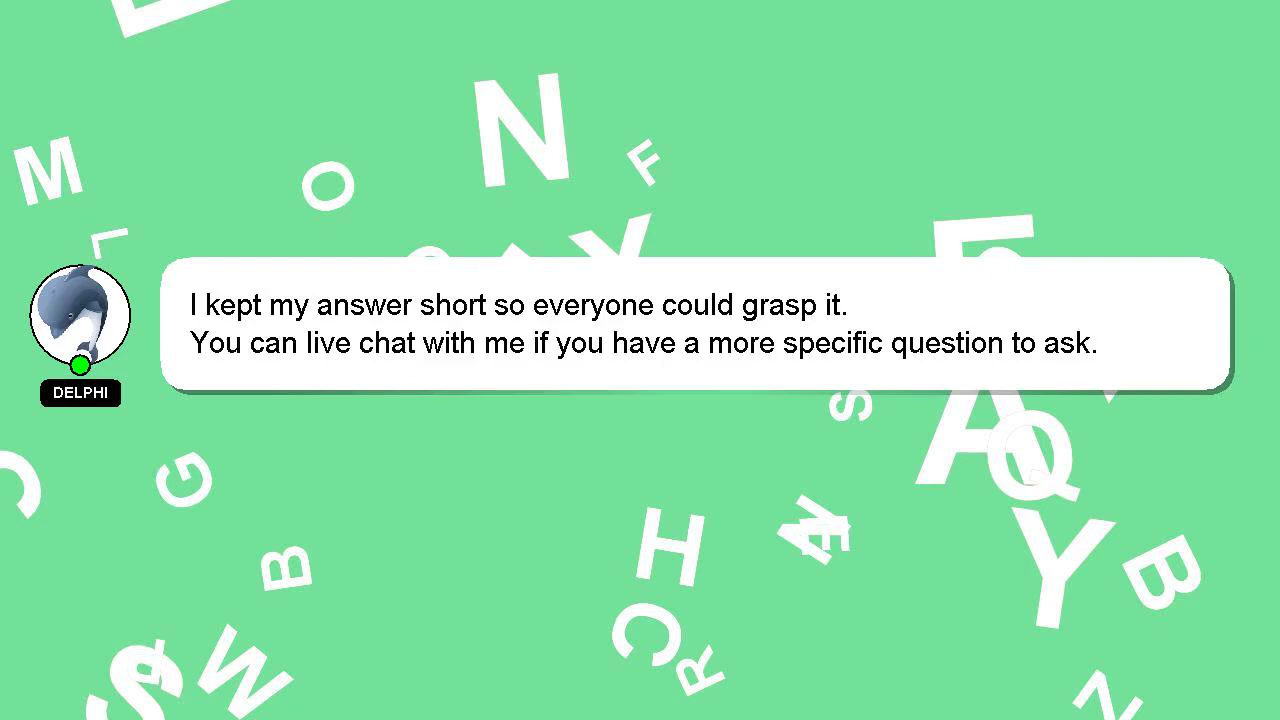 N
F
M
O
L
I kept my answer short so everyone could grasp it.
You can live chat with me if you have a more specific question to ask.
DELPHI
S
A
Q
G
C
H
Y
B
B
C
R
W
S
N